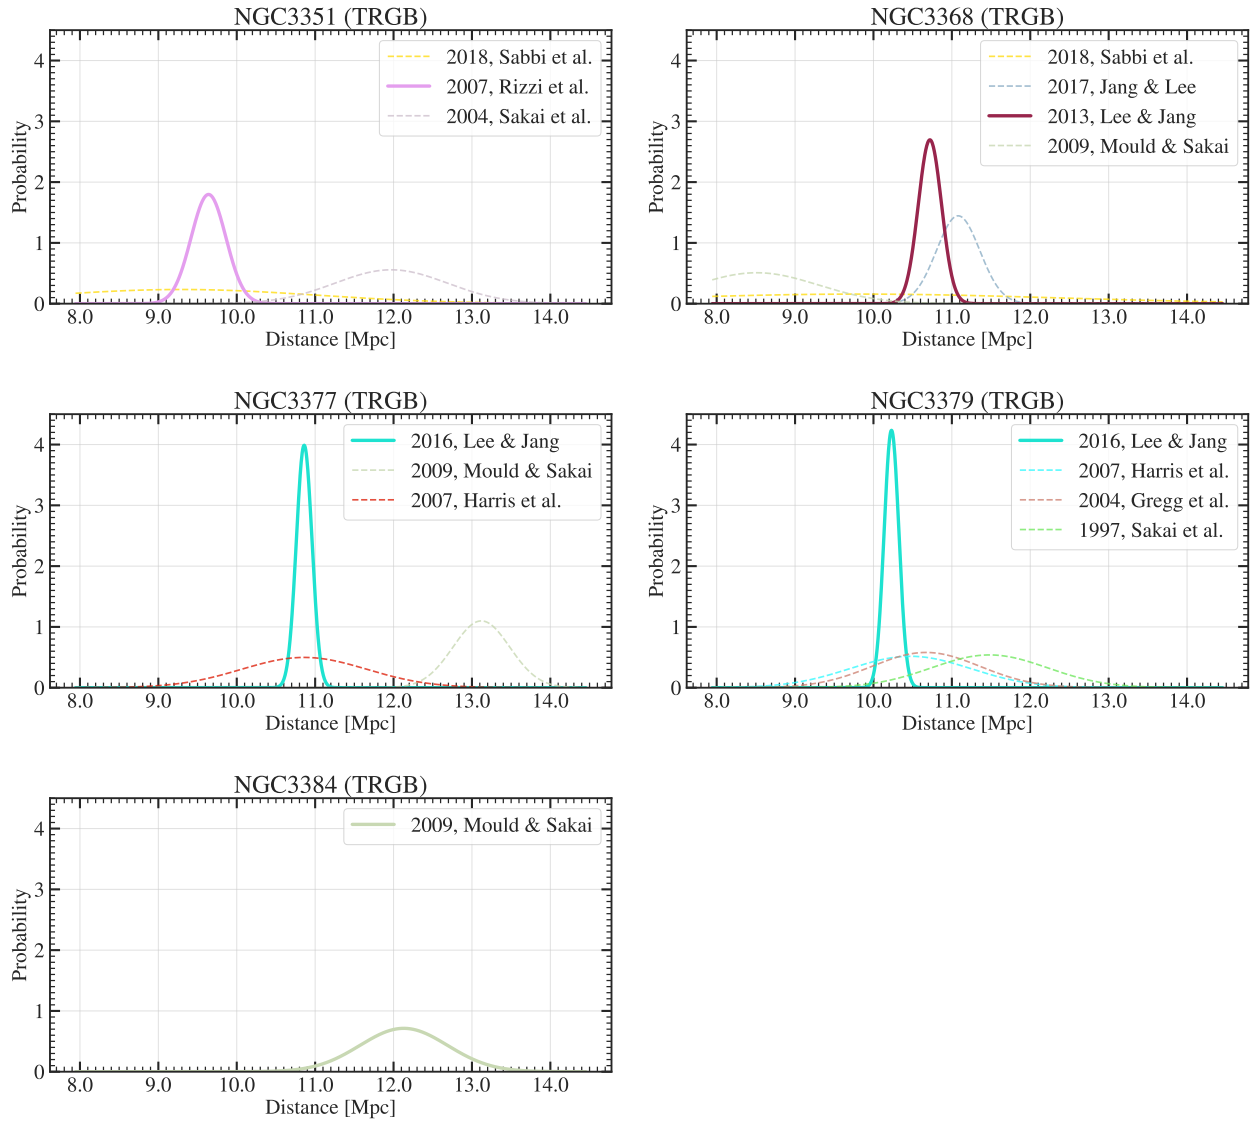 NGC3351 (TRGB)
4
3
2
1
0
Probability
2018, Sabbi et al.
2007, Rizzi et al.
2004, Sakai et al.
8.0 9.0 10.0 11.0 12.0 13.0 14.0
Distance [Mpc]
NGC3368 (TRGB)
4
3
2
1
0
Probability
2018, Sabbi et al.
2017, Jang & Lee
2013, Lee & Jang
2009, Mould & Sakai
8.0 9.0 10.0 11.0 12.0 13.0 14.0
Distance [Mpc]
NGC3377 (TRGB)
4
3
2
1
0
Probability
2016, Lee & Jang
2009, Mould & Sakai
2007, Harris et al.
8.0 9.0 10.0 11.0 12.0 13.0 14.0
Distance [Mpc]
NGC3379 (TRGB)
4
3
2
1
0
Probability
2016, Lee & Jang
2007, Harris et al.
2004, Gregg et al.
1997, Sakai et al.
8.0 9.0 10.0 11.0 12.0 13.0 14.0
Distance [Mpc]
NGC3384 (TRGB)
4
3
2
1
0
Probability
2009, Mould & Sakai
8.0 9.0 10.0 11.0 12.0 13.0 14.0
Distance [Mpc]